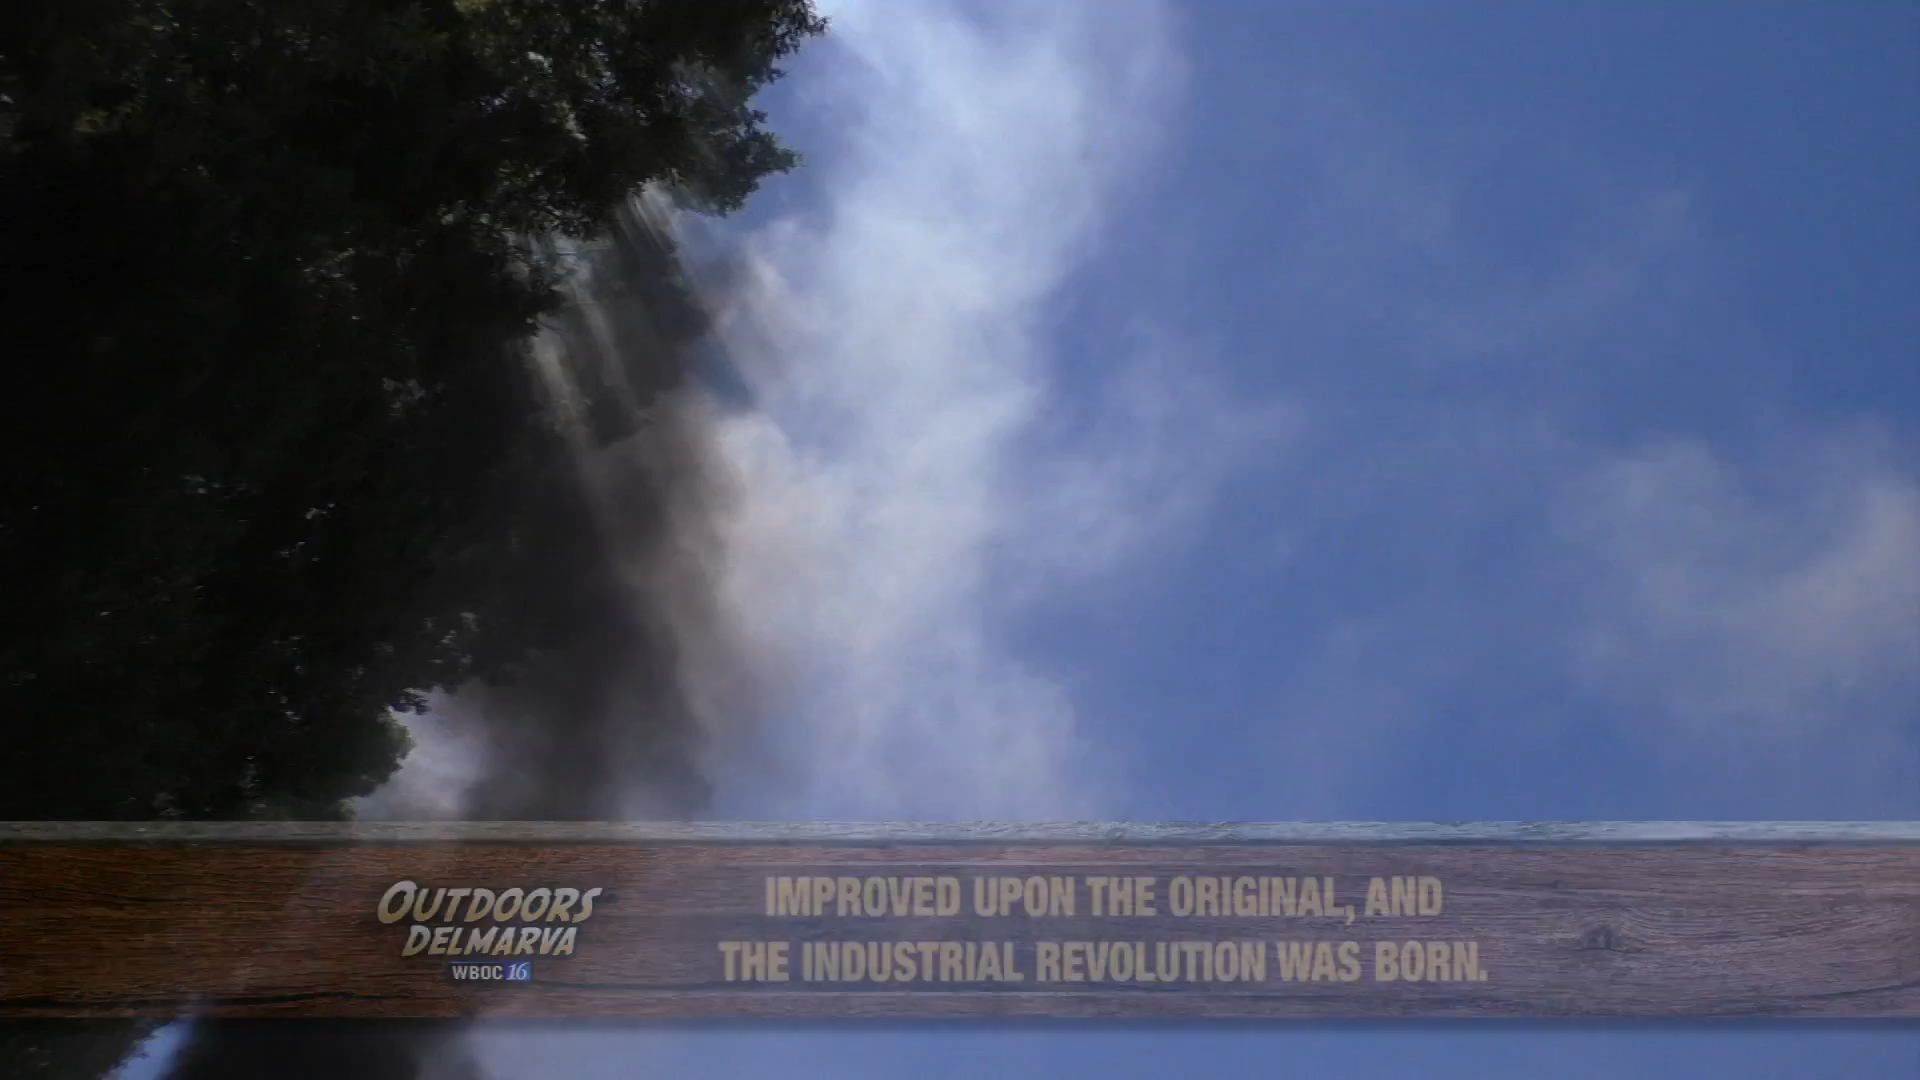 OUTDOORS
DELMARVA
WBOC 16
IMPROVED UPON THE ORIGINAL, AND
THE INDUSTRIAL REVOLUTION WAS BORN.